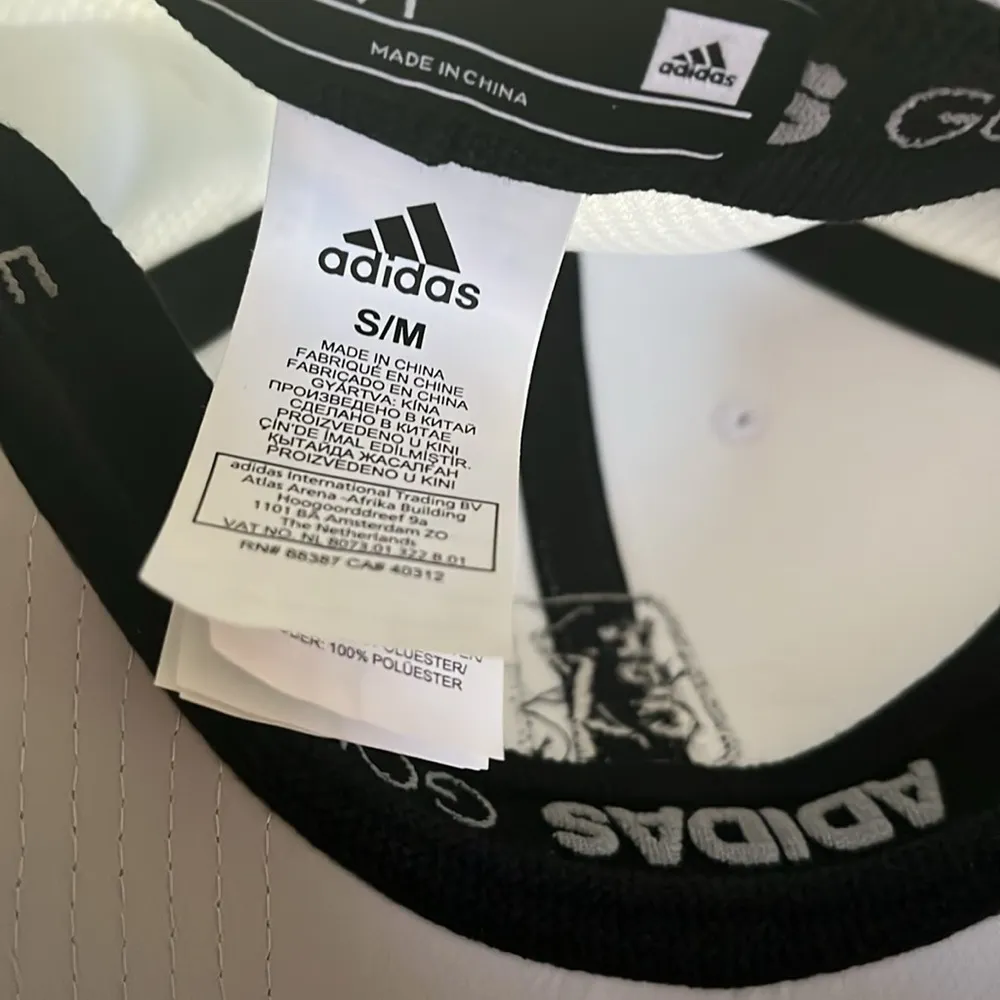 MADE IN CHINA
adidas
adidas
S/M
MADE IN CHINA
FABRIQUÉ EN CHINE
FABRICADO EN CHINA
GYÁRTVA: KÍNA
ПРОИЗВЕДЕНО В КИТАЙ
СДЕЛАНО В КИТАЕ
PROIZVEDENO U KINI
ÇİN'DE İMAL EDİLMİŞTİR.
ҚЫТАЙДА ЖАСАЛҒАН
PROIZVEDENO U KINI
adidas International Trading BV
Atlas Arena -Afrika Building
Hoogoorddreef 9a
1101 BA Amsterdam ZO
The Netherlands
VAT NO. NL 8073.01.322.B.01
RN# 88387 CA# 40312
100% POLÜESTER
ADIDAS